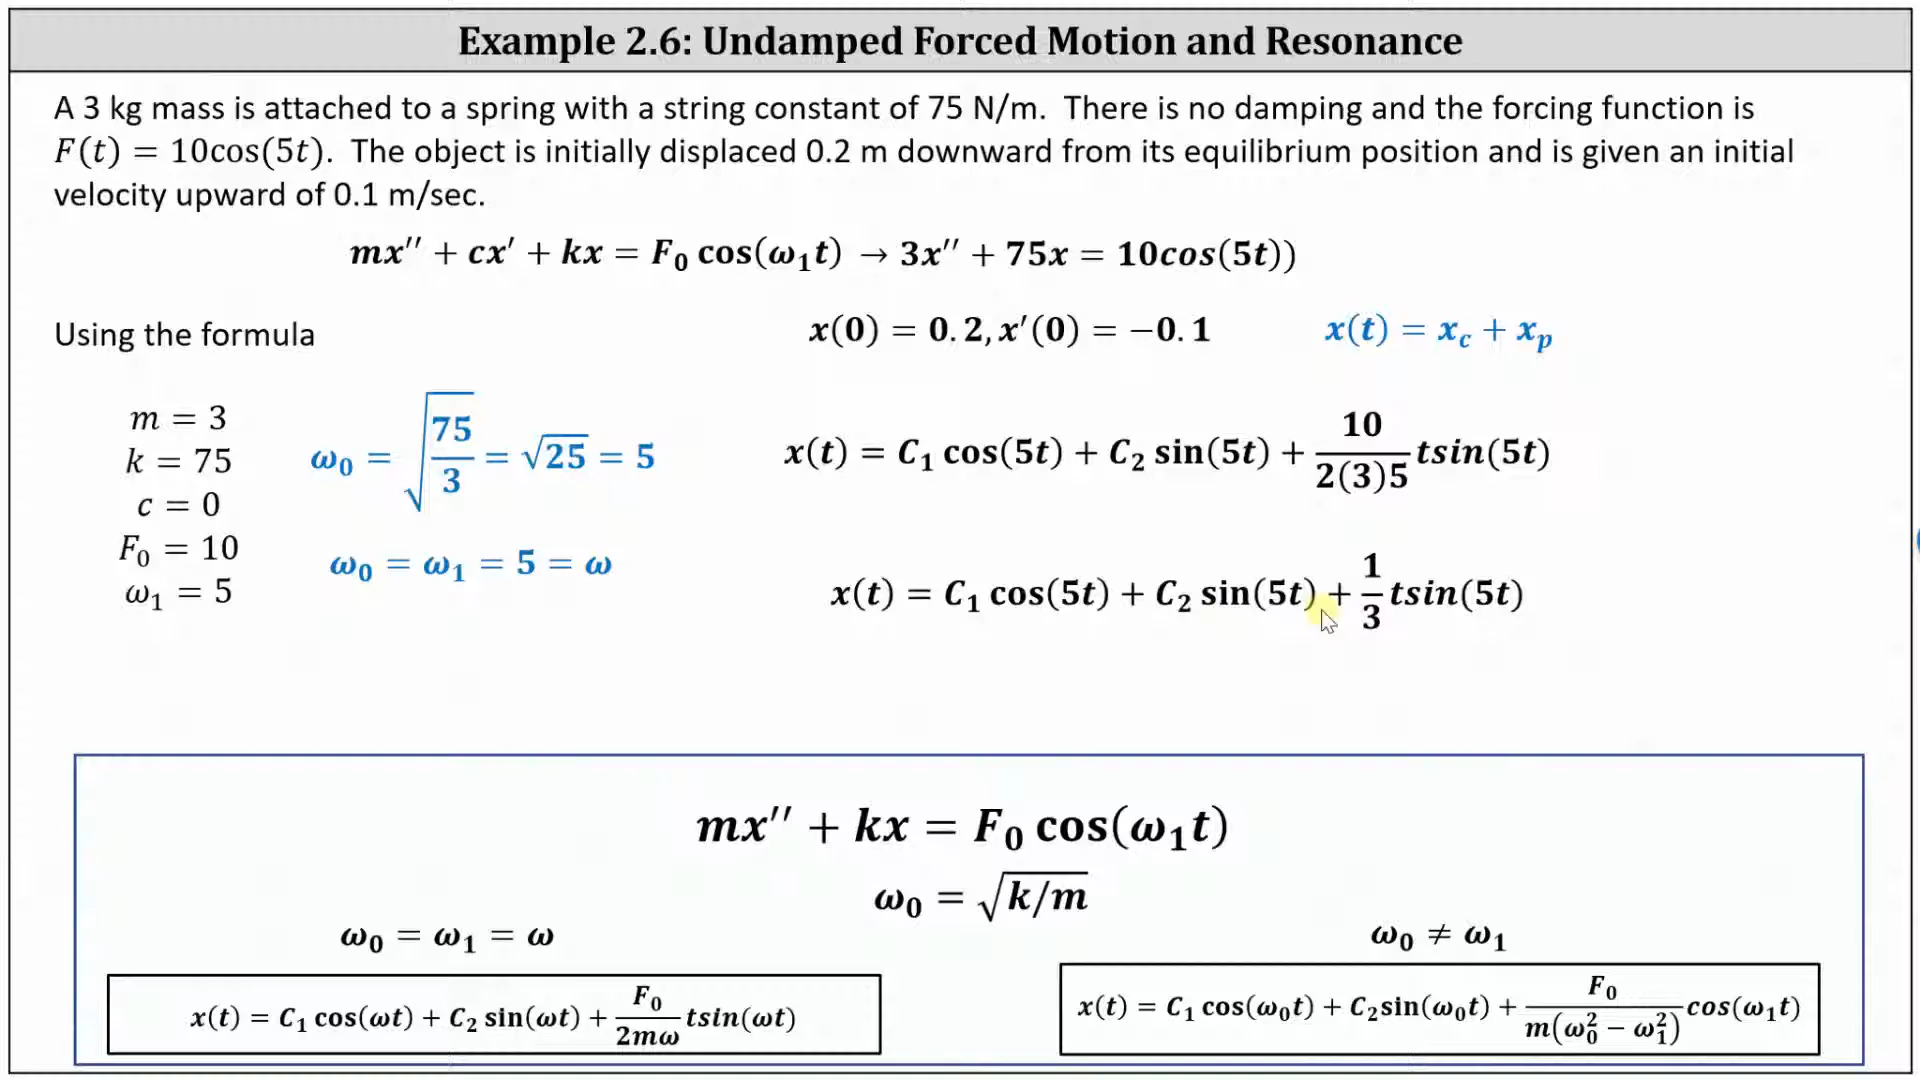 Example 2.6: Undamped Forced Motion and Resonance
A 3 kg mass is attached to a spring with a string constant of 75 N/m. There is no damping and the forcing function is
F(t) = 10cos(5t). The object is initially displaced 0.2 m downward from its equilibrium position and is given an initial
velocity upward of 0.1 m/sec.
mx′′ + cx′ + kx = F₀ cos(ω₁t) → 3x′′ + 75x = 10cos(5t))
Using the formula
x(0) = 0.2, x′(0) = −0.1
x(t) = x_c + x_p
m = 3
k = 75
c = 0
F₀ = 10
ω₁ = 5
ω₀ = √(75/3) = √25 = 5
ω₀ = ω₁ = 5 = ω
x(t) = C₁ cos(5t) + C₂ sin(5t) + 10/2(3)5 tsin(5t)
x(t) = C₁ cos(5t) + C₂ sin(5t) + 1/3 tsin(5t)
mx′′ + kx = F₀ cos(ω₁t)
ω₀ = √k/m
ω₀ = ω₁ = ω
x(t) = C₁ cos(ωt) + C₂ sin(ωt) + F₀/2mω tsin(ωt)
ω₀ ≠ ω₁
x(t) = C₁ cos(ω₀t) + C₂sin(ω₀t) + F₀/m(ω₀² − ω₁²) cos(ω₁t)